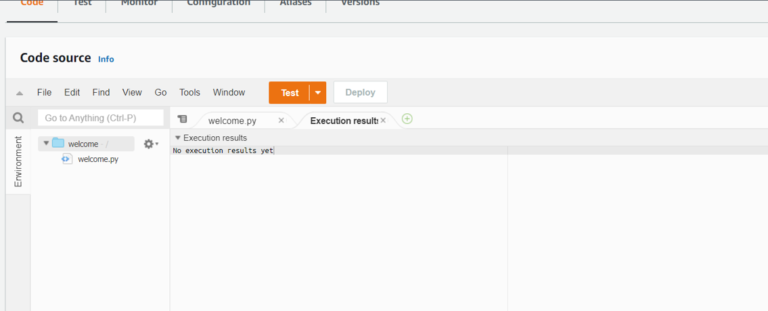 Code Test Monitor Configuration Aliases Versions
Code source Info
File Edit Find View Go Tools Window Test Deploy
Go to Anything (Ctrl-P) welcome.py Execution results
Execution results
welcome
No execution results yet
welcome.py
Environment